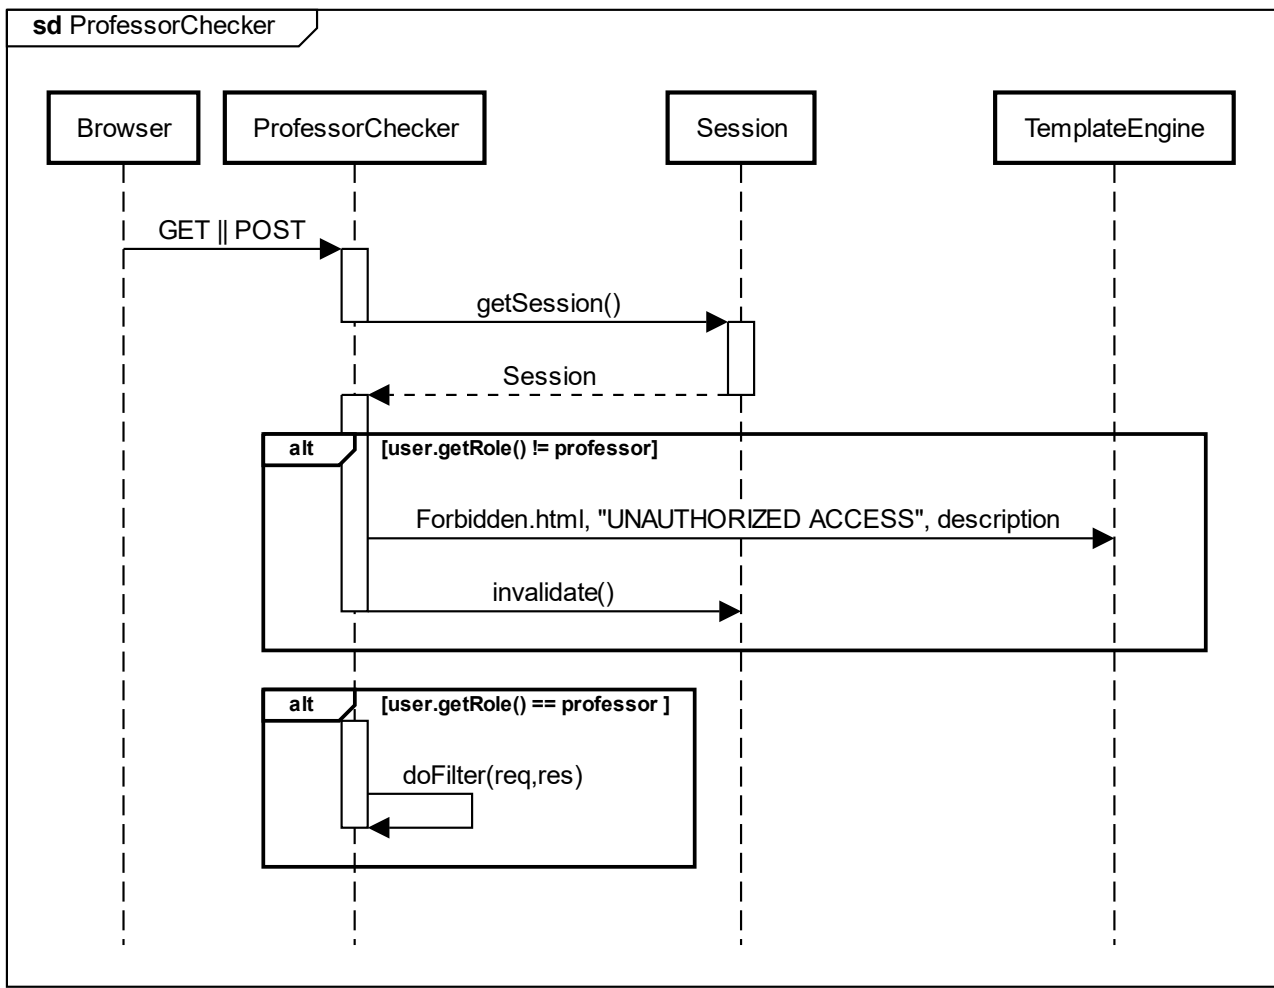 sd ProfessorChecker
Browser
ProfessorChecker
Session
TemplateEngine
GET || POST
getSession()
Session
alt
[user.getRole() != professor]
Forbidden.html, "UNAUTHORIZED ACCESS", description
invalidate()
alt
[user.getRole() == professor ]
doFilter(req,res)